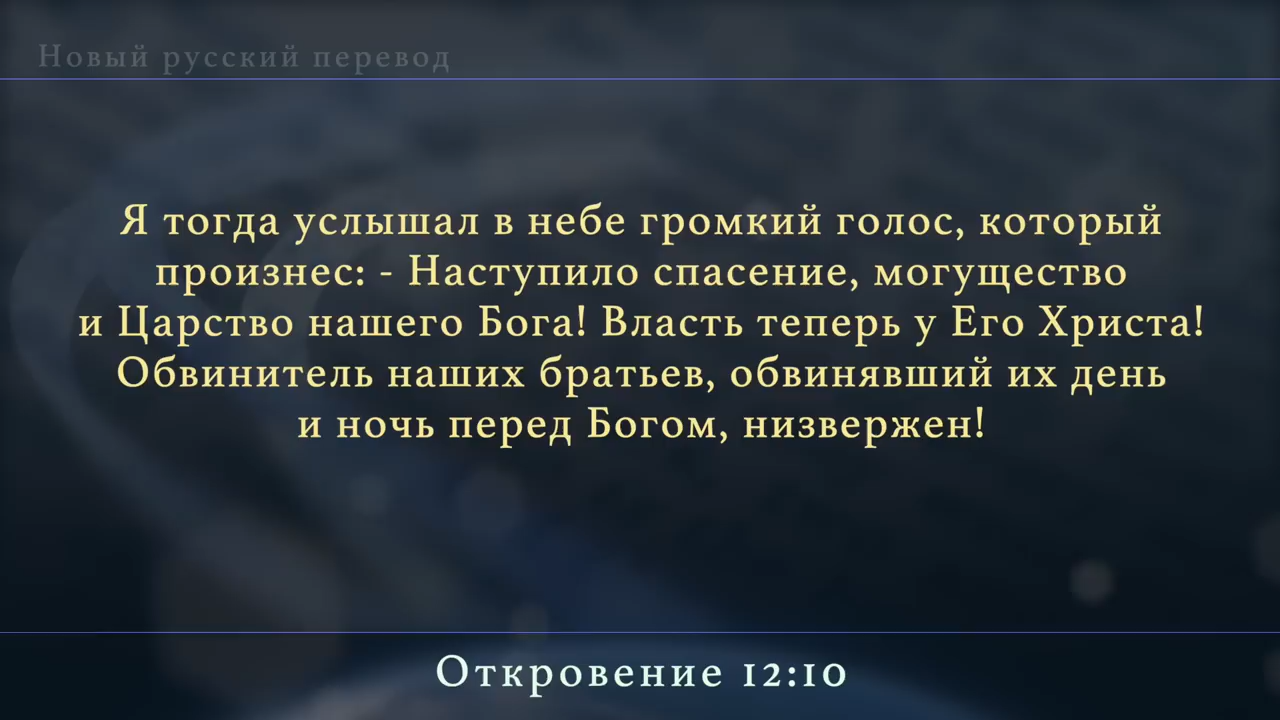 Новый русский перевод
Я тогда услышал в небе громкий голос, который
произнес: - Наступило спасение, могущество
и Царство нашего Бога! Власть теперь у Его Христа!
Обвинитель наших братьев, обвинявший их день
и ночь перед Богом, низвержен!
Откровение 12:10